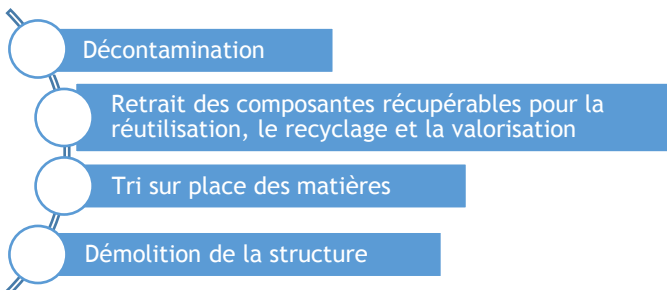 Décontamination
Retrait des composantes récupérables pour la
réutilisation, le recyclage et la valorisation
Tri sur place des matières
Démolition de la structure